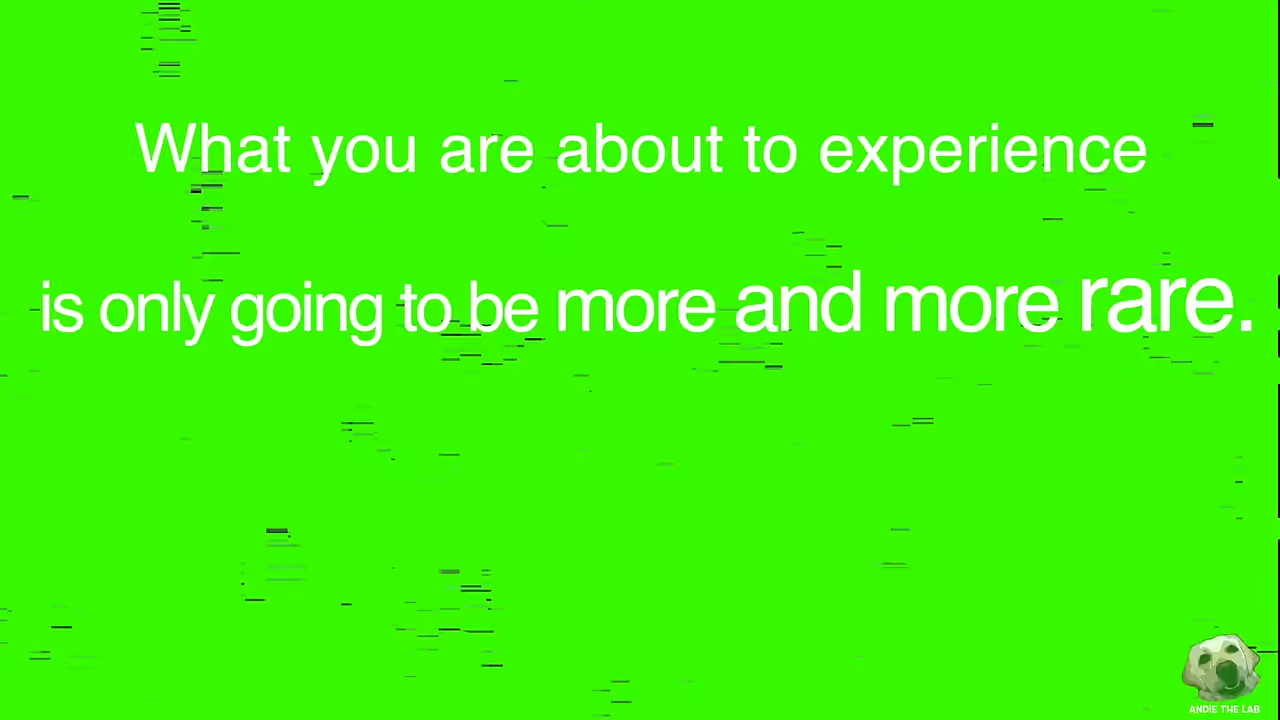 What you are about to experience
is only going to be more and more rare.
ANDIE THE LAB